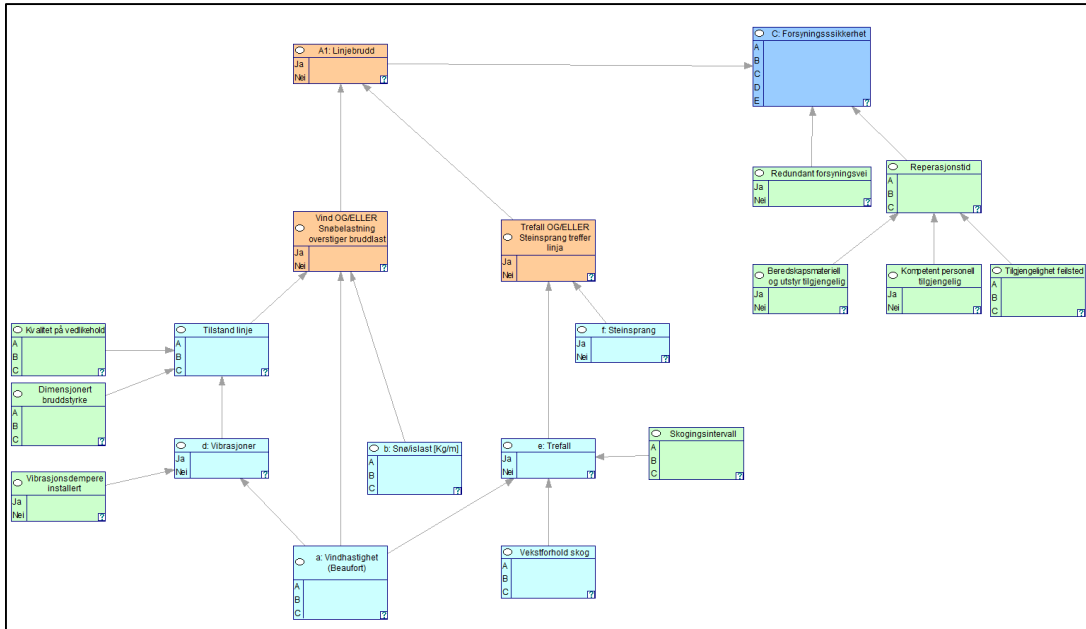 A1: Linjebrudd
Ja
Nei
?
C: Forsyningsssikkerhet
A
B
C
D
E
?
Redundant forsyningsvei
Ja
Nei
?
Reperasjonstid
A
B
C
?
Vind OG/ELLER
Snøbelastning
overstiger bruddlast
Ja
Nei
?
Trefall OG/ELLER
Steinsprang treffer
linja
Ja
Nei
?
Beredskapsmateriell
og utstyr tilgjengelig
Ja
Nei
?
Kompetent personell
tilgjengelig
Ja
Nei
?
Tilgjengelighet feilsted
A
B
C
?
Kvalitet på vedlikehold
A
B
C
?
Tilstand linje
A
B
C
?
f: Steinsprang
Ja
Nei
?
Dimensjonert
bruddstyrke
A
B
C
?
d: Vibrasjoner
Ja
Nei
?
b: Snø/islast [Kg/m]
A
B
C
?
e: Trefall
Ja
Nei
?
Skogingsintervall
A
B
C
?
Vibrasjonsdempere
installert
Ja
Nei
?
a: Vindhastighet
(Beaufort)
A
B
C
?
Vekstforhold skog
A
B
C
?